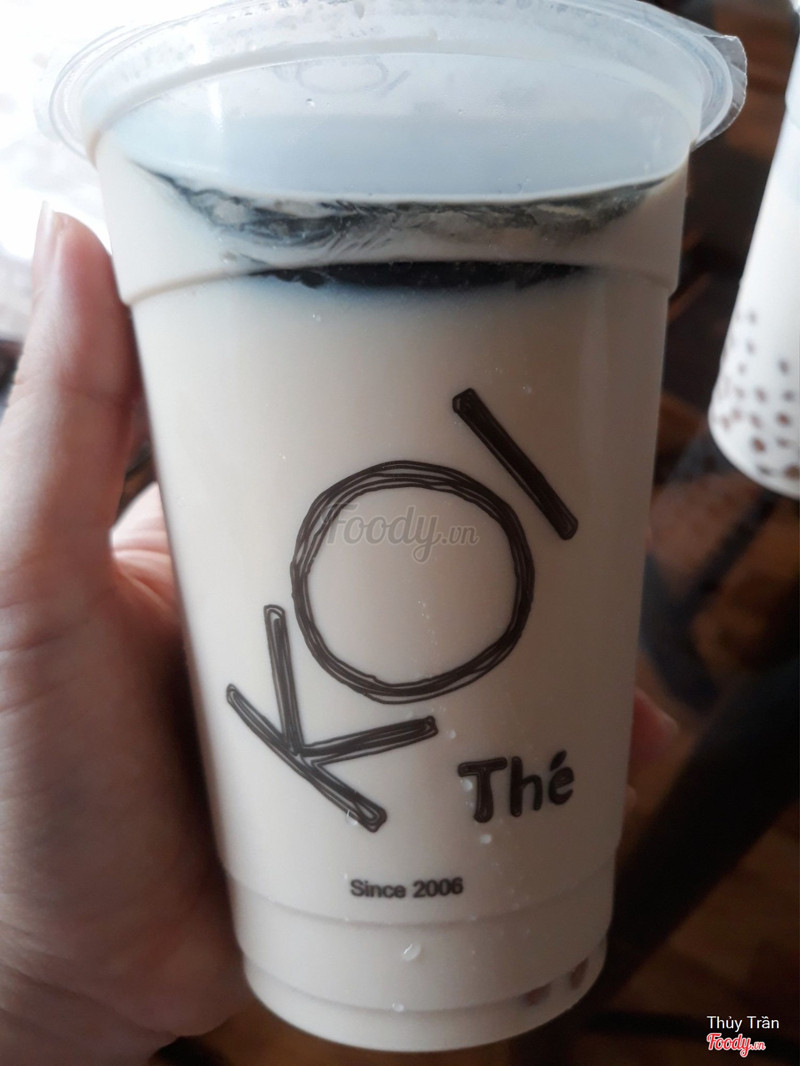 KOI
Foody.vn
Thé
Since 2006
Thủy Trần
Foody.vn